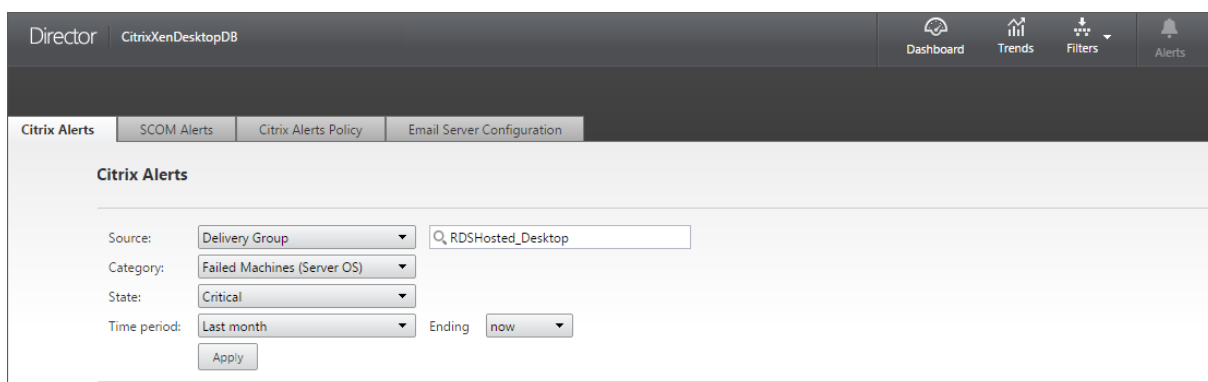 Director CitrixXenDesktopDB Dashboard Trends Filters Alerts
Citrix Alerts SCOM Alerts Citrix Alerts Policy Email Server Configuration
Citrix Alerts
Source: Delivery Group RDSHosted_Desktop
Category: Failed Machines (Server OS)
State: Critical
Time period: Last month Ending now
Apply